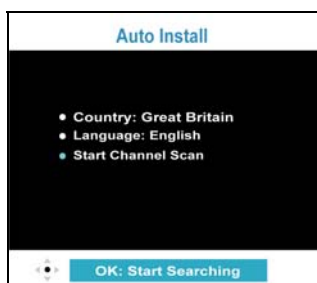 Auto Install
Country: Great Britain
Language: English
Start Channel Scan
OK: Start Searching